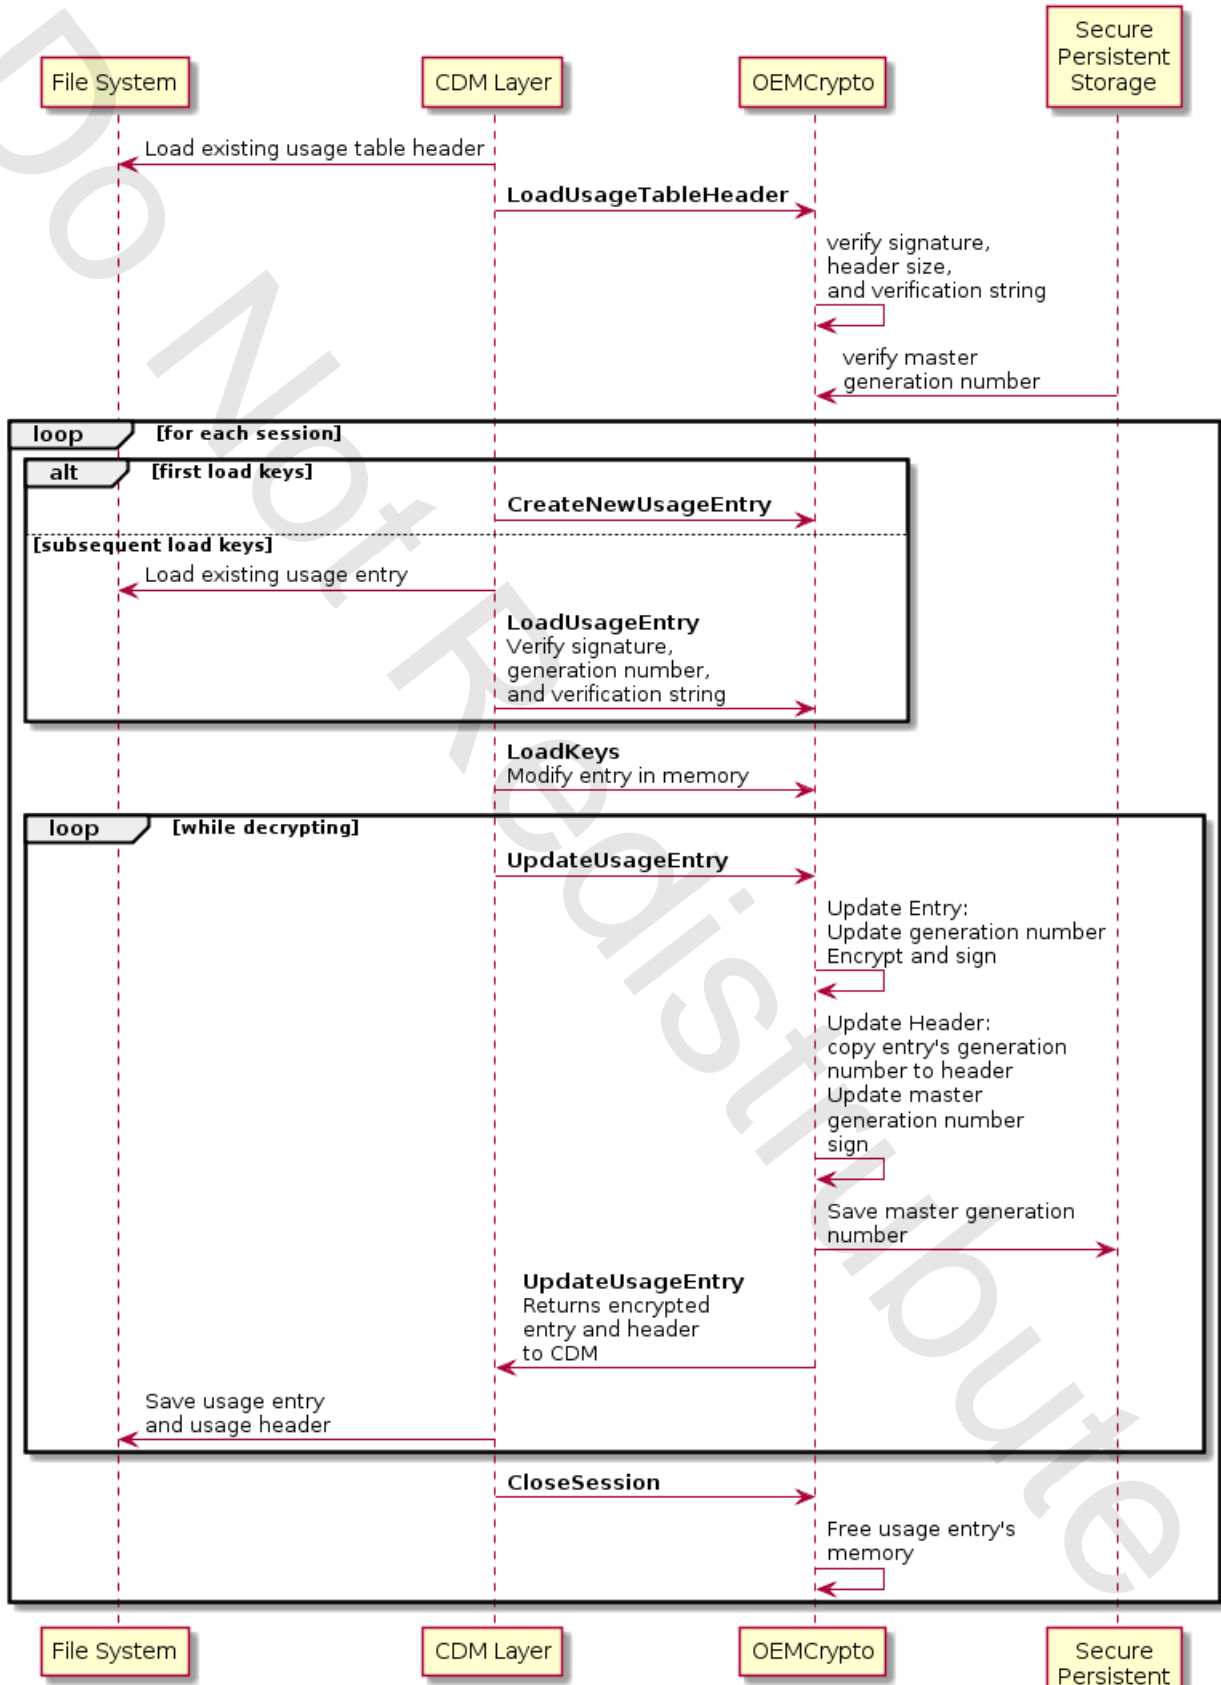 Secure
Persistent
Storage
File System
CDM Layer
OEMCrypto
Load existing usage table header
LoadUsageTableHeader
verify signature,
header size,
and verification string
verify master
generation number
loop [for each session]
alt [first load keys]
CreateNewUsageEntry
[subsequent load keys]
Load existing usage entry
LoadUsageEntry
Verify signature,
generation number,
and verification string
LoadKeys
Modify entry in memory
loop [while decrypting]
UpdateUsageEntry
Update Entry:
Update generation number
Encrypt and sign
Update Header:
copy entry's generation
number to header
Update master
generation number
sign
Save master generation
number
UpdateUsageEntry
Returns encrypted
entry and header
to CDM
Save usage entry
and usage header
CloseSession
Free usage entry's
memory
File System
CDM Layer
OEMCrypto
Secure
Persistent
Do Not Redistribute